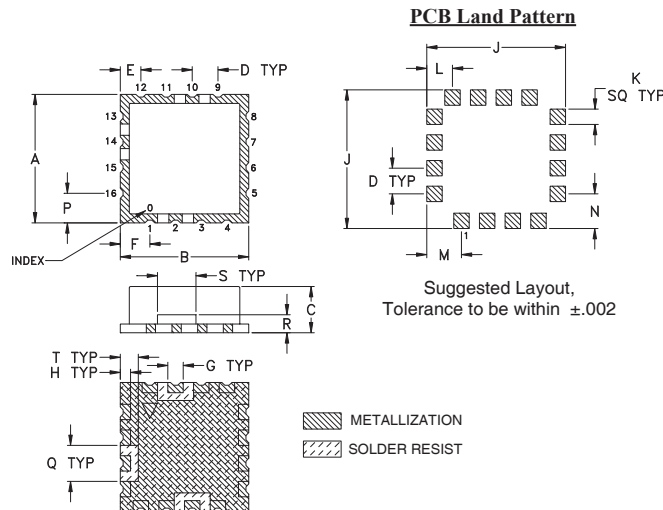 PCB Land Pattern
E
D TYP
12 11 10 9
13
14
15
16
8
7
6
5
A
P
0
1 2 3 4
F
B
INDEX
S TYP
C
R
T TYP
H TYP
G TYP
Q TYP
J
L
K
SQ TYP
J
D TYP
N
M
1
Suggested Layout,
Tolerance to be within ±.002
METALLIZATION
SOLDER RESIST